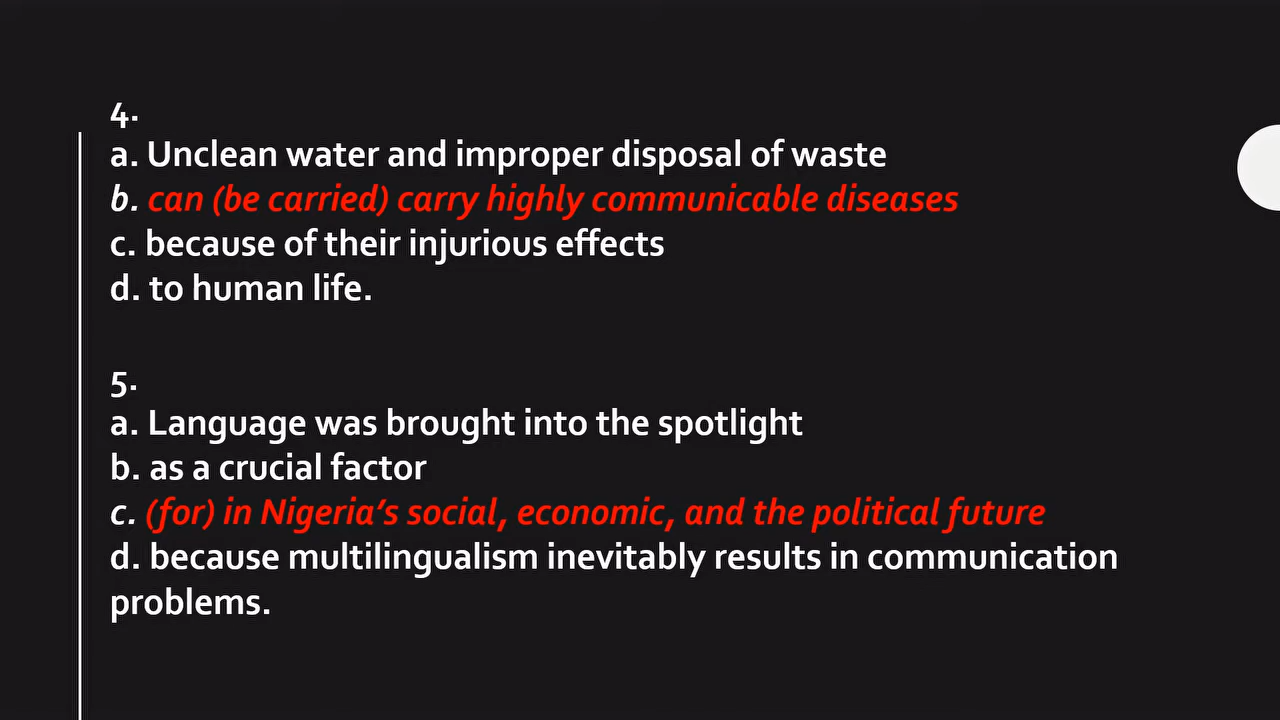 4.
a. Unclean water and improper disposal of waste
b. can (be carried) carry highly communicable diseases
c. because of their injurious effects
d. to human life.
5.
a. Language was brought into the spotlight
b. as a crucial factor
c. (for) in Nigeria’s social, economic, and the political future
d. because multilingualism inevitably results in communication
problems.